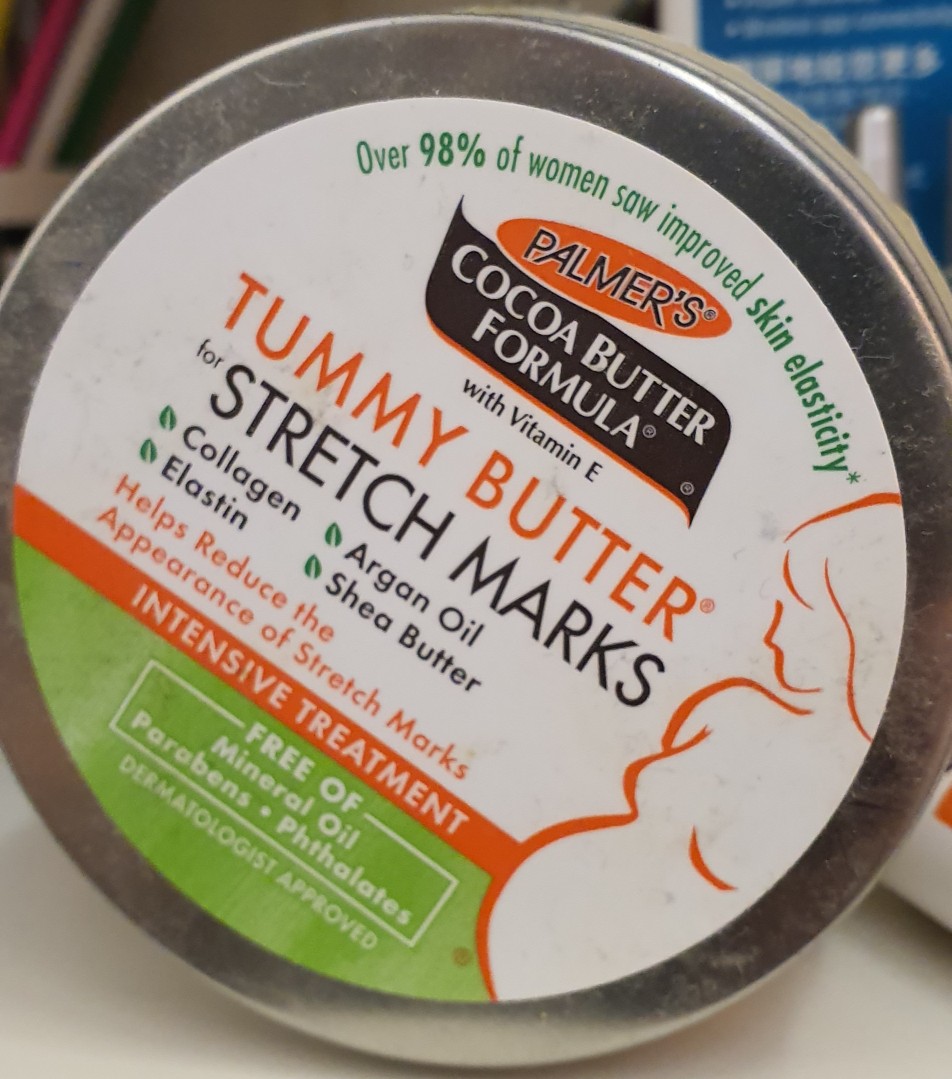 Over 98% of women saw improved skin elasticity*
PALMER'S®
COCOA BUTTER
FORMULA®
with Vitamin E
®
TUMMY BUTTER®
for STRETCH MARKS
Collagen
Elastin
Argan Oil
Shea Butter
Helps Reduce the
Appearance of Stretch Marks
INTENSIVE TREATMENT
FREE OF
Mineral Oil
Parabens • Phthalates
DERMATOLOGIST APPROVED
®